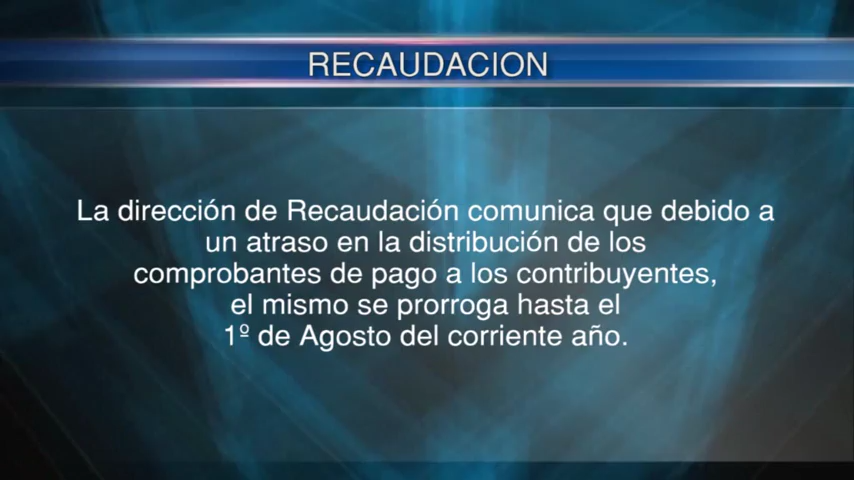 RECAUDACION
La dirección de Recaudación comunica que debido a
un atraso en la distribución de los
comprobantes de pago a los contribuyentes,
el mismo se prorroga hasta el
1º de Agosto del corriente año.